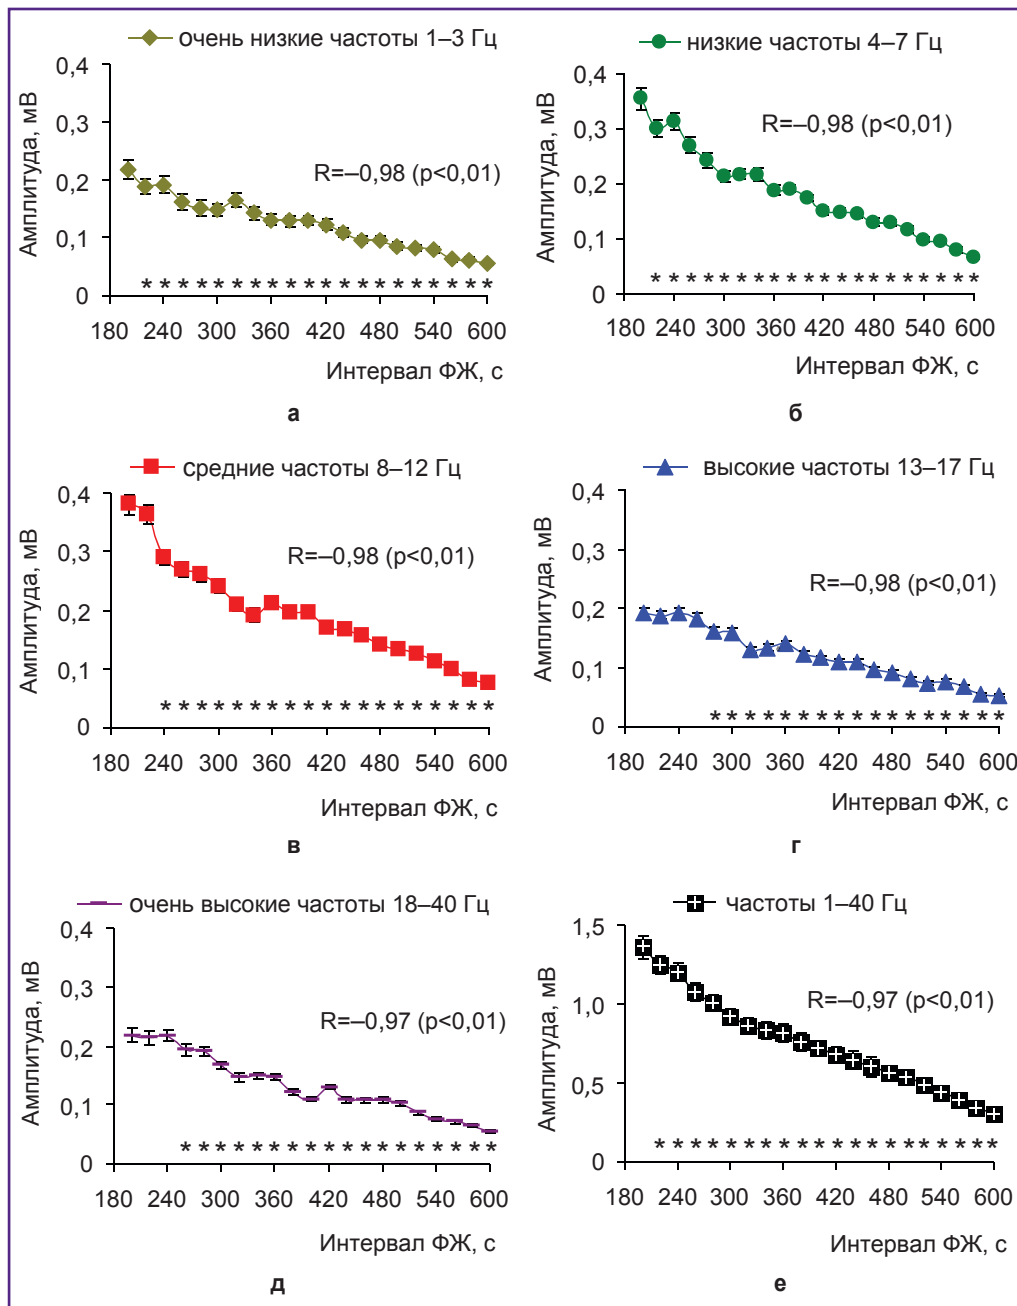 очень низкие частоты 1–3 Гц
0,4
0,3
0,2
0,1
0
Амплитуда, мВ
R=–0,98 (p<0,01)
* * * * * * * * * * * * * * * * * * * *
180 240 300 360 420 480 540 600
Интервал ФЖ, с
а
низкие частоты 4–7 Гц
0,4
0,3
0,2
0,1
0
Амплитуда, мВ
R=–0,98 (p<0,01)
* * * * * * * * * * * * * * * * * * * *
180 240 300 360 420 480 540 600
Интервал ФЖ, с
б
средние частоты 8–12 Гц
0,4
0,3
0,2
0,1
0
Амплитуда, мВ
R=–0,98 (p<0,01)
* * * * * * * * * * * * * * * * * * *
180 240 300 360 420 480 540 600
Интервал ФЖ, с
в
высокие частоты 13–17 Гц
0,4
0,3
0,2
0,1
0
Амплитуда, мВ
R=–0,98 (p<0,01)
* * * * * * * * * * * * * * * * *
180 240 300 360 420 480 540 600
Интервал ФЖ, с
г
очень высокие частоты 18–40 Гц
0,4
0,3
0,2
0,1
0
Амплитуда, мВ
R=–0,97 (p<0,01)
* * * * * * * * * * * * * * * * * *
180 240 300 360 420 480 540 600
Интервал ФЖ, с
д
частоты 1–40 Гц
1,5
1,0
0,5
0
Амплитуда, мВ
R=–0,97 (p<0,01)
* * * * * * * * * * * * * * * * * * * *
180 240 300 360 420 480 540 600
Интервал ФЖ, с
е